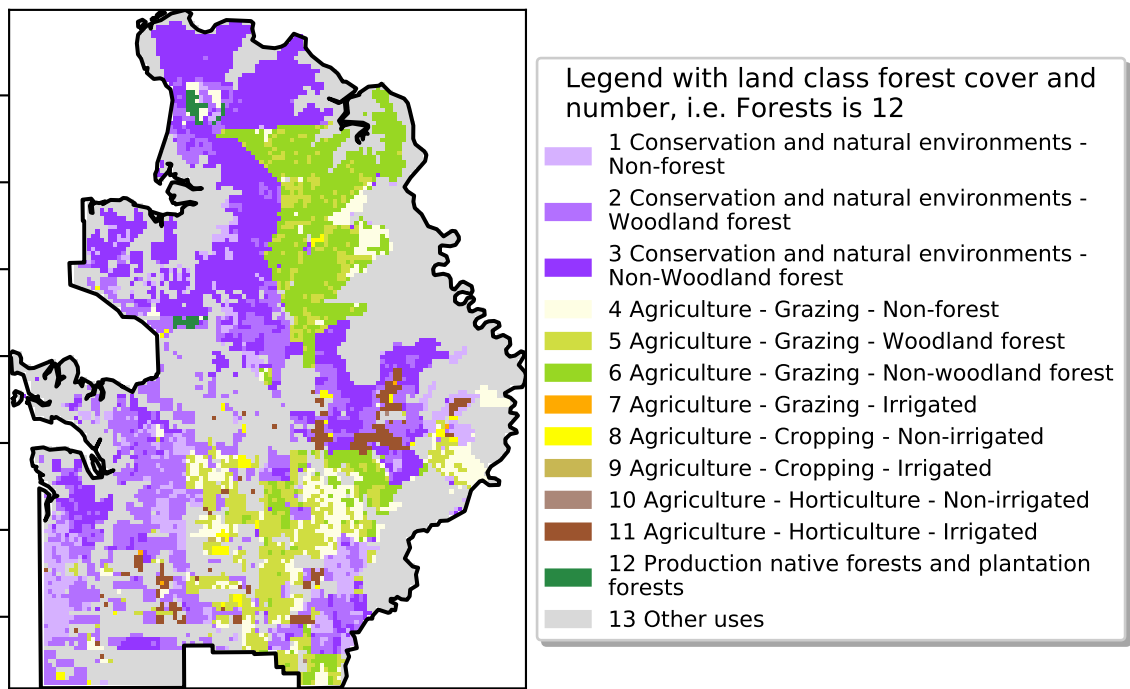 Legend with land class forest cover and
number, i.e. Forests is 12
1 Conservation and natural environments -
Non-forest
2 Conservation and natural environments -
Woodland forest
3 Conservation and natural environments -
Non-Woodland forest
4 Agriculture - Grazing - Non-forest
5 Agriculture - Grazing - Woodland forest
6 Agriculture - Grazing - Non-woodland forest
7 Agriculture - Grazing - Irrigated
8 Agriculture - Cropping - Non-irrigated
9 Agriculture - Cropping - Irrigated
10 Agriculture - Horticulture - Non-irrigated
11 Agriculture - Horticulture - Irrigated
12 Production native forests and plantation
forests
13 Other uses